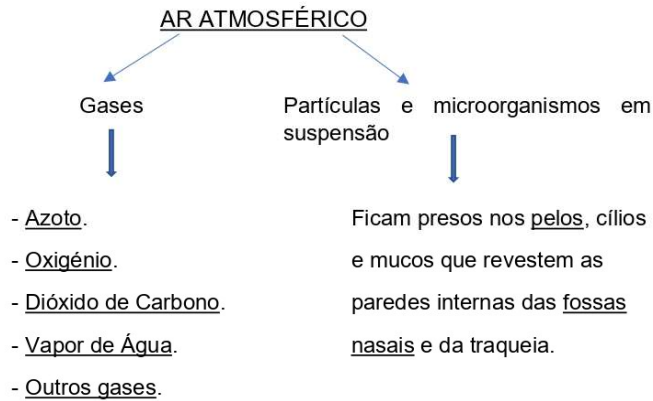 AR ATMOSFÉRICO
Gases
Partículas e microorganismos em
suspensão
- Azoto.
- Oxigénio.
- Dióxido de Carbono.
- Vapor de Água.
- Outros gases.
Ficam presos nos pelos, cílios
e mucos que revestem as
paredes internas das fossas
nasais e da traqueia.